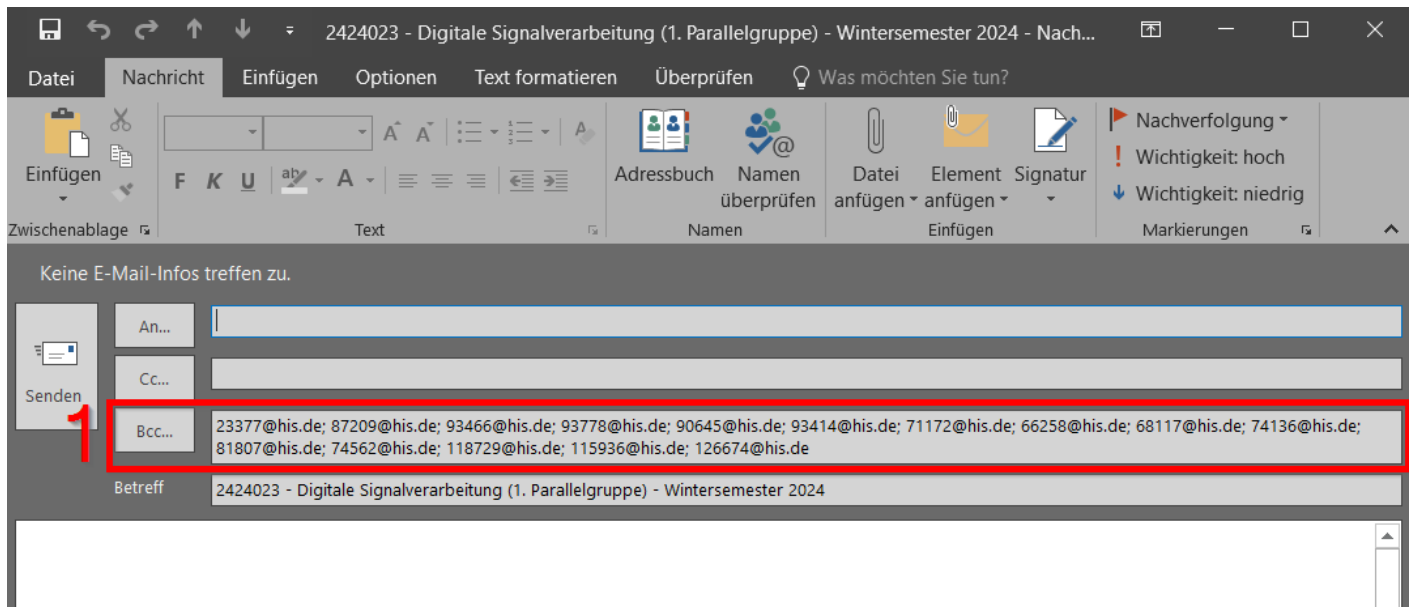 2424023 - Digitale Signalverarbeitung (1. Parallelgruppe) - Wintersemester 2024 - Nach...
Datei Nachricht Einfügen Optionen Text formatieren Überprüfen Was möchten Sie tun?
Einfügen
F K U ab A
Adressbuch
Namen überprüfen
Datei anfügen
Element anfügen
Signatur
Nachverfolgung
Wichtigkeit: hoch
Wichtigkeit: niedrig
Zwischenablage Text Namen Einfügen Markierungen
Keine E-Mail-Infos treffen zu.
Senden
An...
Cc...
1
Bcc... 23377@his.de; 87209@his.de; 93466@his.de; 93778@his.de; 90645@his.de; 93414@his.de; 71172@his.de; 66258@his.de; 68117@his.de; 74136@his.de;
81807@his.de; 74562@his.de; 118729@his.de; 115936@his.de; 126674@his.de
Betreff 2424023 - Digitale Signalverarbeitung (1. Parallelgruppe) - Wintersemester 2024